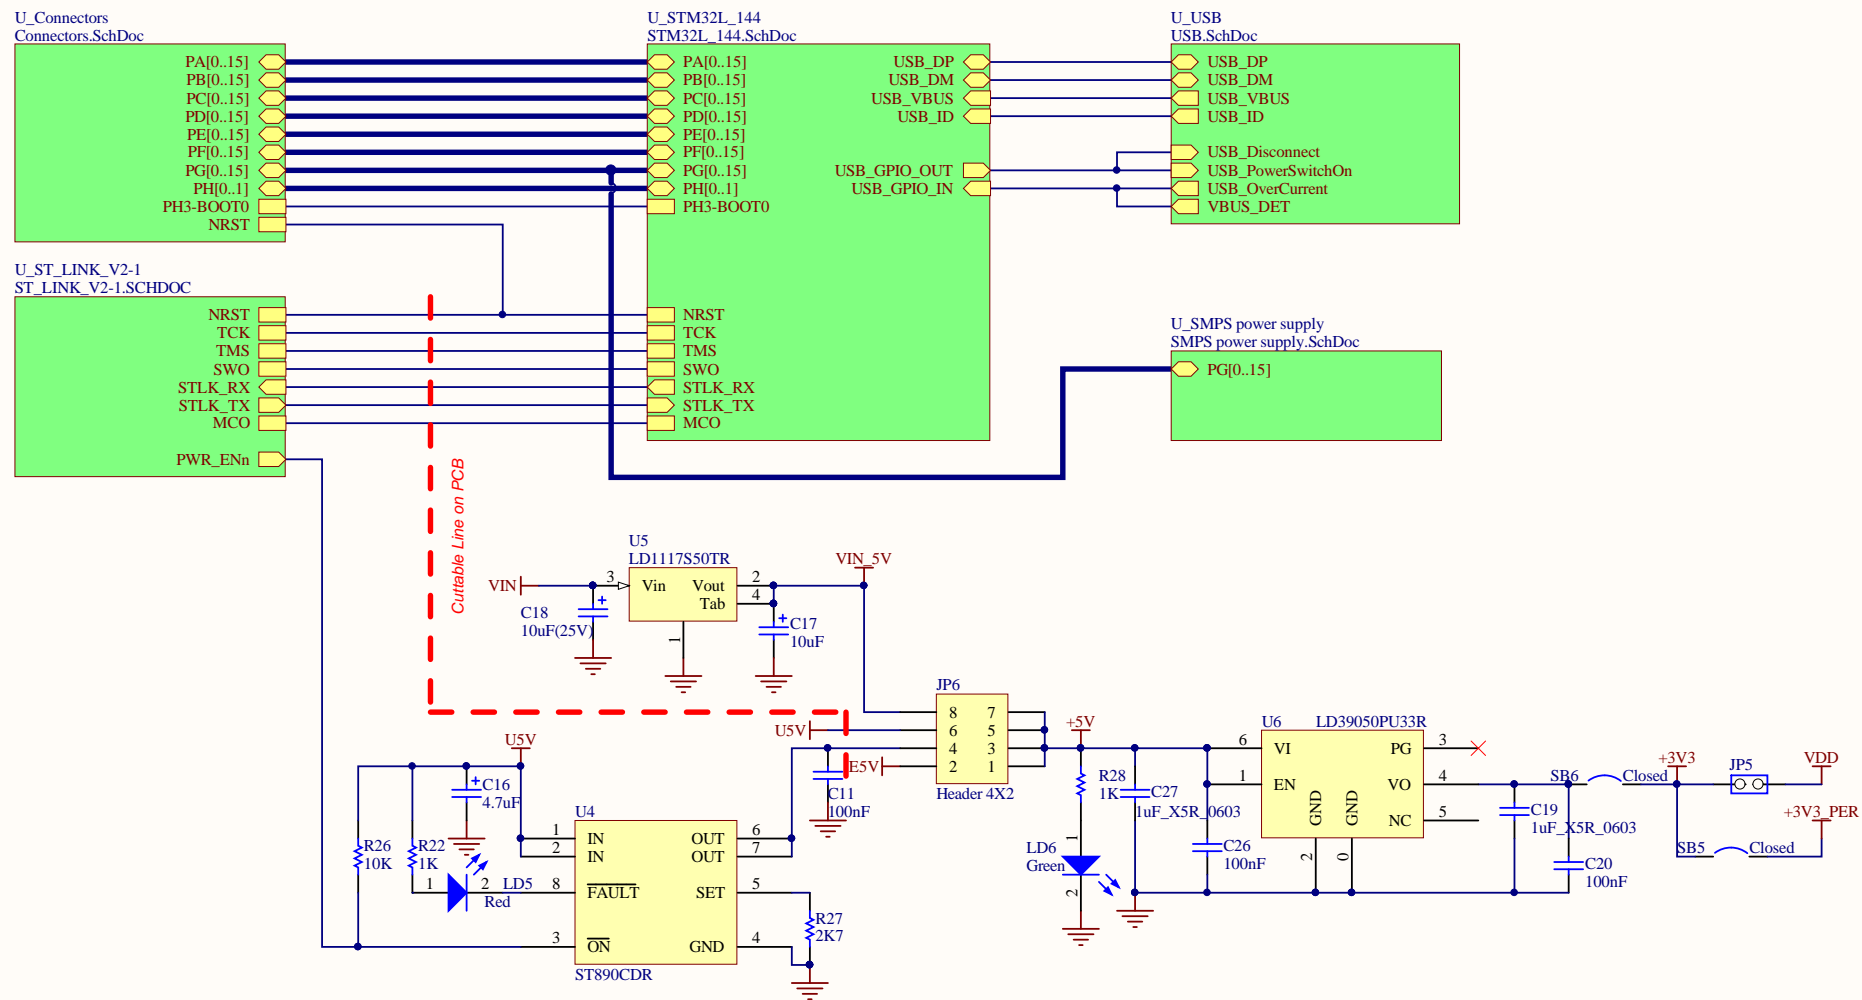 U_Connectors
Connectors.SchDoc
PA[0..15]
PB[0..15]
PC[0..15]
PD[0..15]
PE[0..15]
PF[0..15]
PG[0..15]
PH[0..1]
PH3-BOOT0
NRST
U_STM32L_144
STM32L_144.SchDoc
PA[0..15]
PB[0..15]
PC[0..15]
PD[0..15]
PE[0..15]
PF[0..15]
PG[0..15]
PH[0..1]
PH3-BOOT0
NRST
TCK
TMS
SWO
STLK_RX
STLK_TX
MCO
USB_DP
USB_DM
USB_VBUS
USB_ID
USB_GPIO_OUT
USB_GPIO_IN
U_USB
USB.SchDoc
USB_DP
USB_DM
USB_VBUS
USB_ID
USB_Disconnect
USB_PowerSwitchOn
USB_OverCurrent
VBUS_DET
U_ST_LINK_V2-1
ST_LINK_V2-1.SCHDOC
NRST
TCK
TMS
SWO
STLK_RX
STLK_TX
MCO
PWR_ENn
U_SMPS power supply
SMPS power supply.SchDoc
PG[0..15]
Cuttable Line on PCB
U5
LD1117S50TR
VIN
3
Vin
Vout
Tab
2
4
1
C18
10uF(25V)
C17
10uF
VIN_5V
JP6
8 7
6 5
4 3
2 1
Header 4X2
U5V
E5V
C11
100nF
U5V
C16
4.7uF
R26
10K
R22
1K
1
2
LD5
Red
U4
1
IN
2
IN
8
FAULT
3
ON
OUT
6
OUT
7
SET
5
GND
4
ST890CDR
R27
2K7
+5V
R28
1K
1
LD6
Green
2
C27
1uF_X5R_0603
C26
100nF
U6
LD39050PU33R
6
VI
1
EN
PG
3
VO
4
NC
5
GND
GND
2
0
C19
1uF_X5R_0603
C20
100nF
SB6
Closed
+3V3
JP5
VDD
+3V3_PER
SB5
Closed